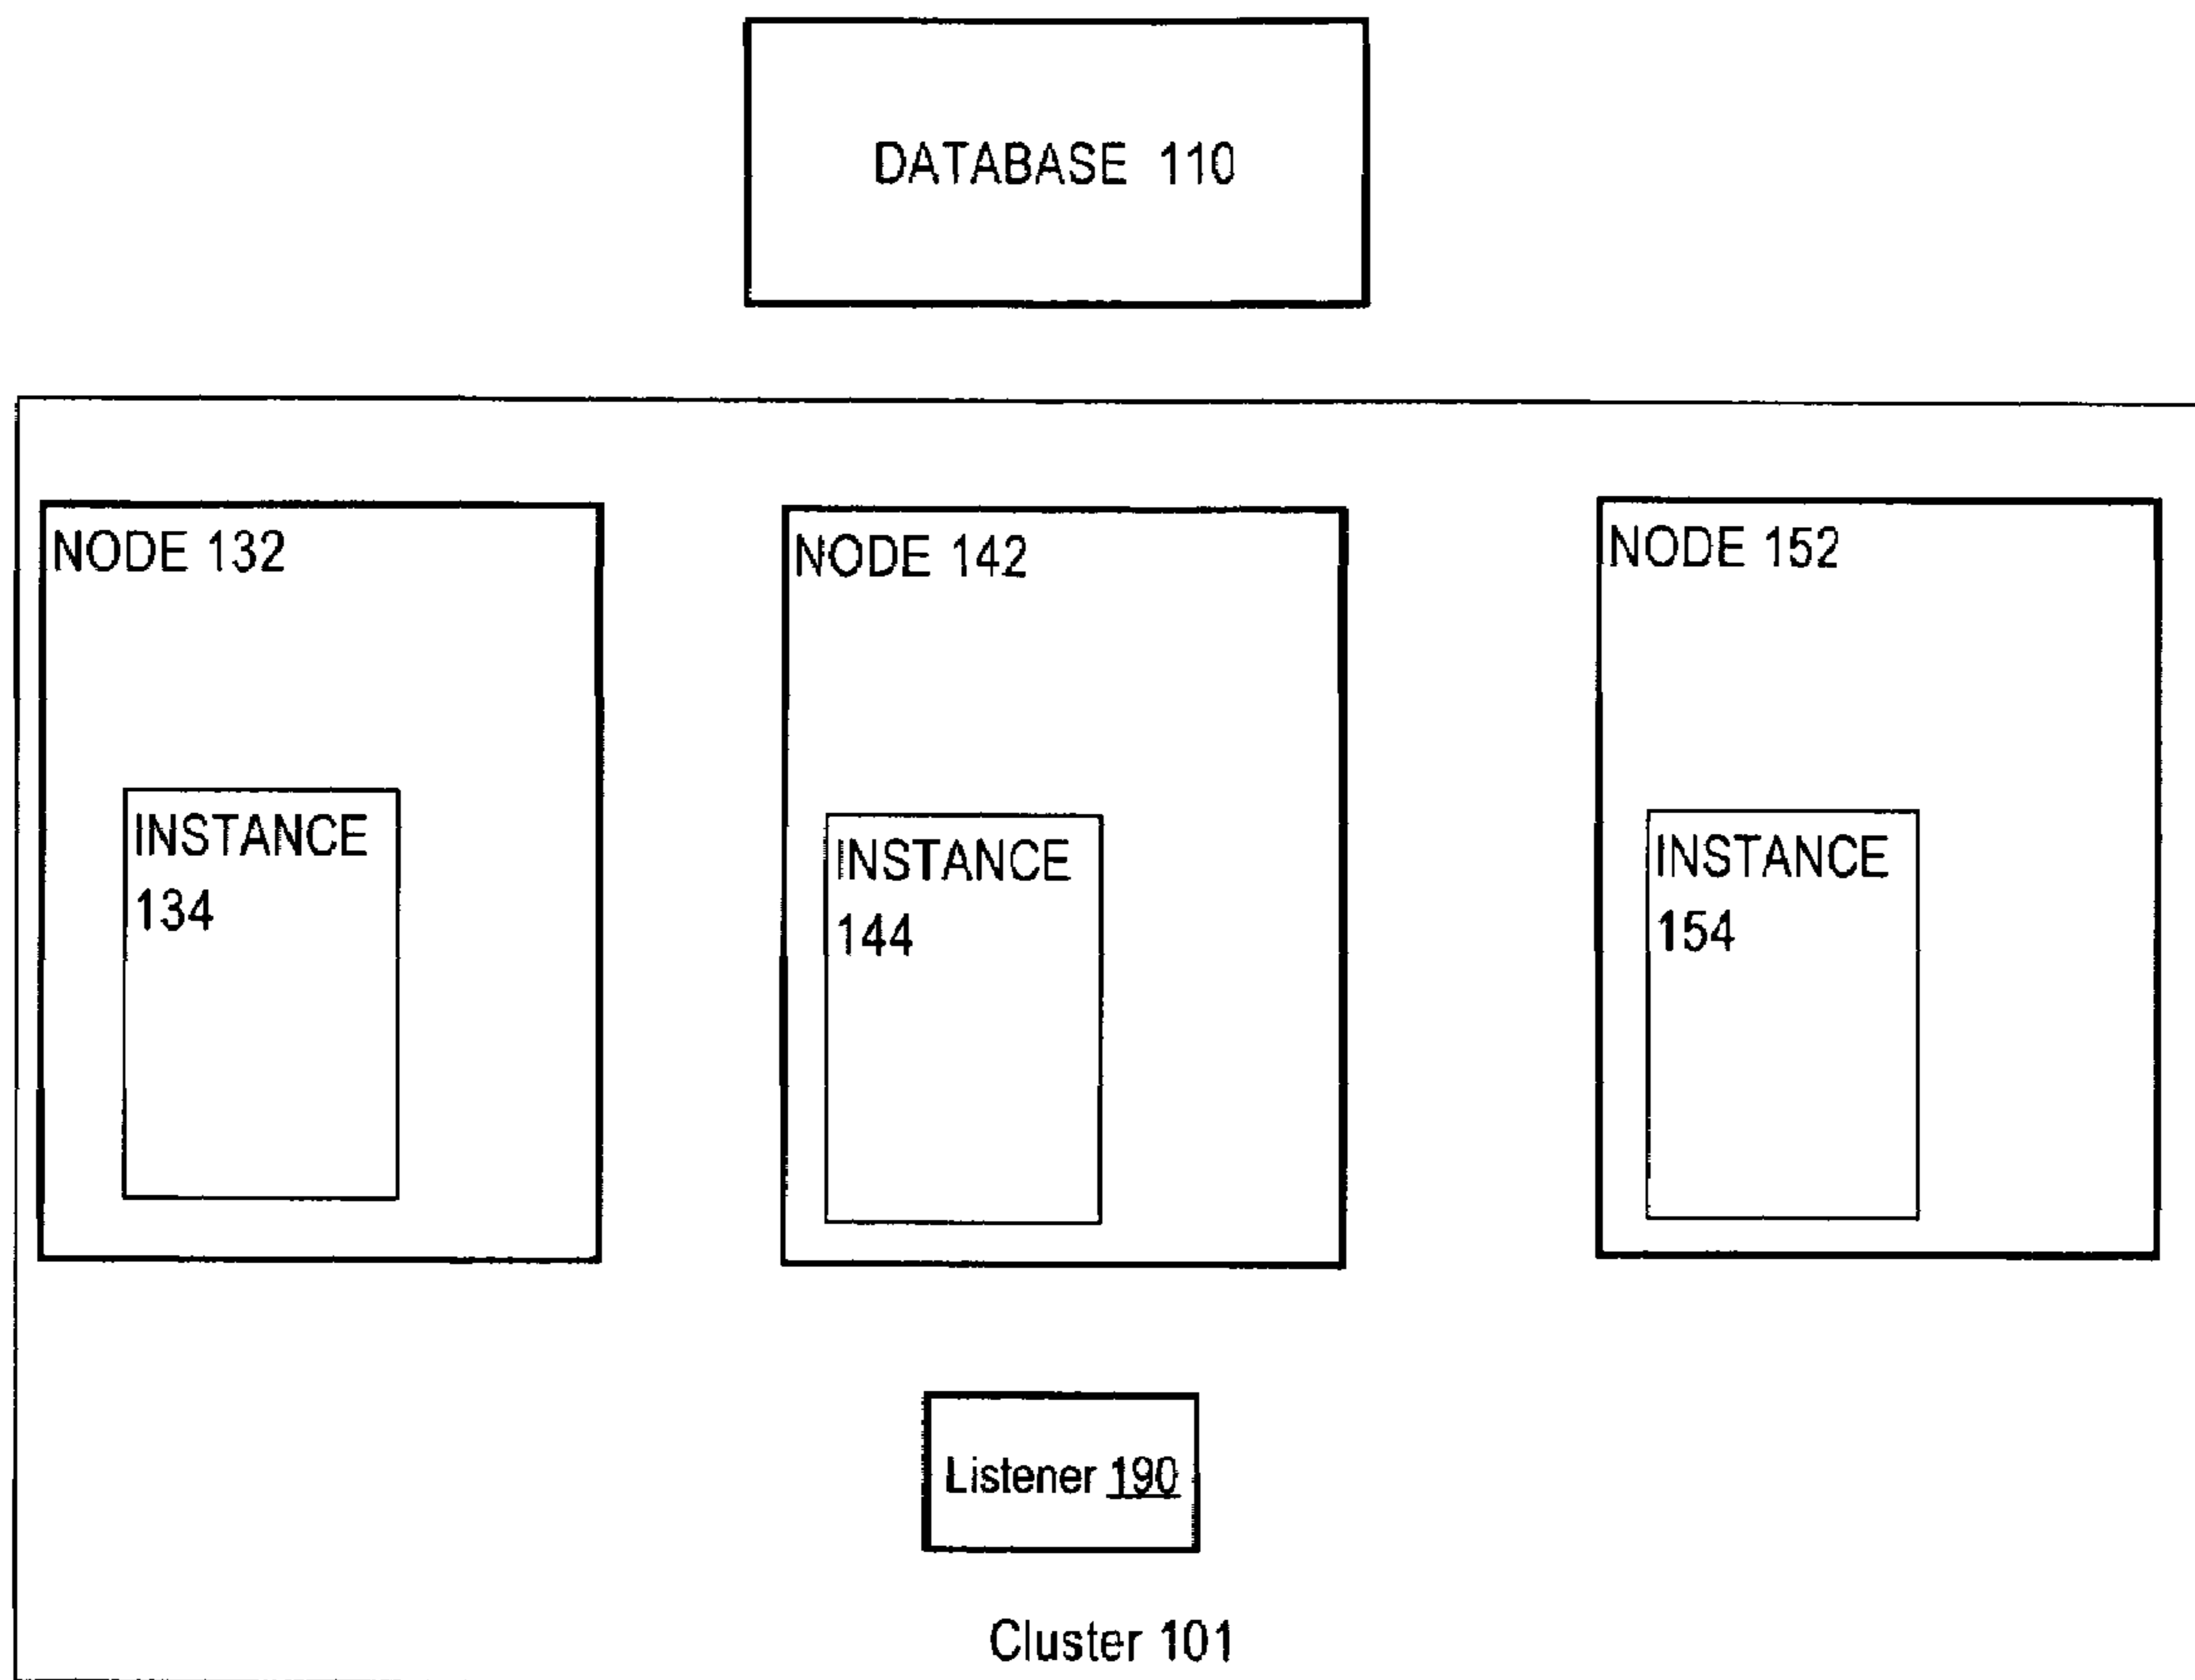 DATABASE 110
NODE 132
NODE 142
NODE 152
INSTANCE
134
INSTANCE
144
INSTANCE
154
Listener 190
Cluster 101